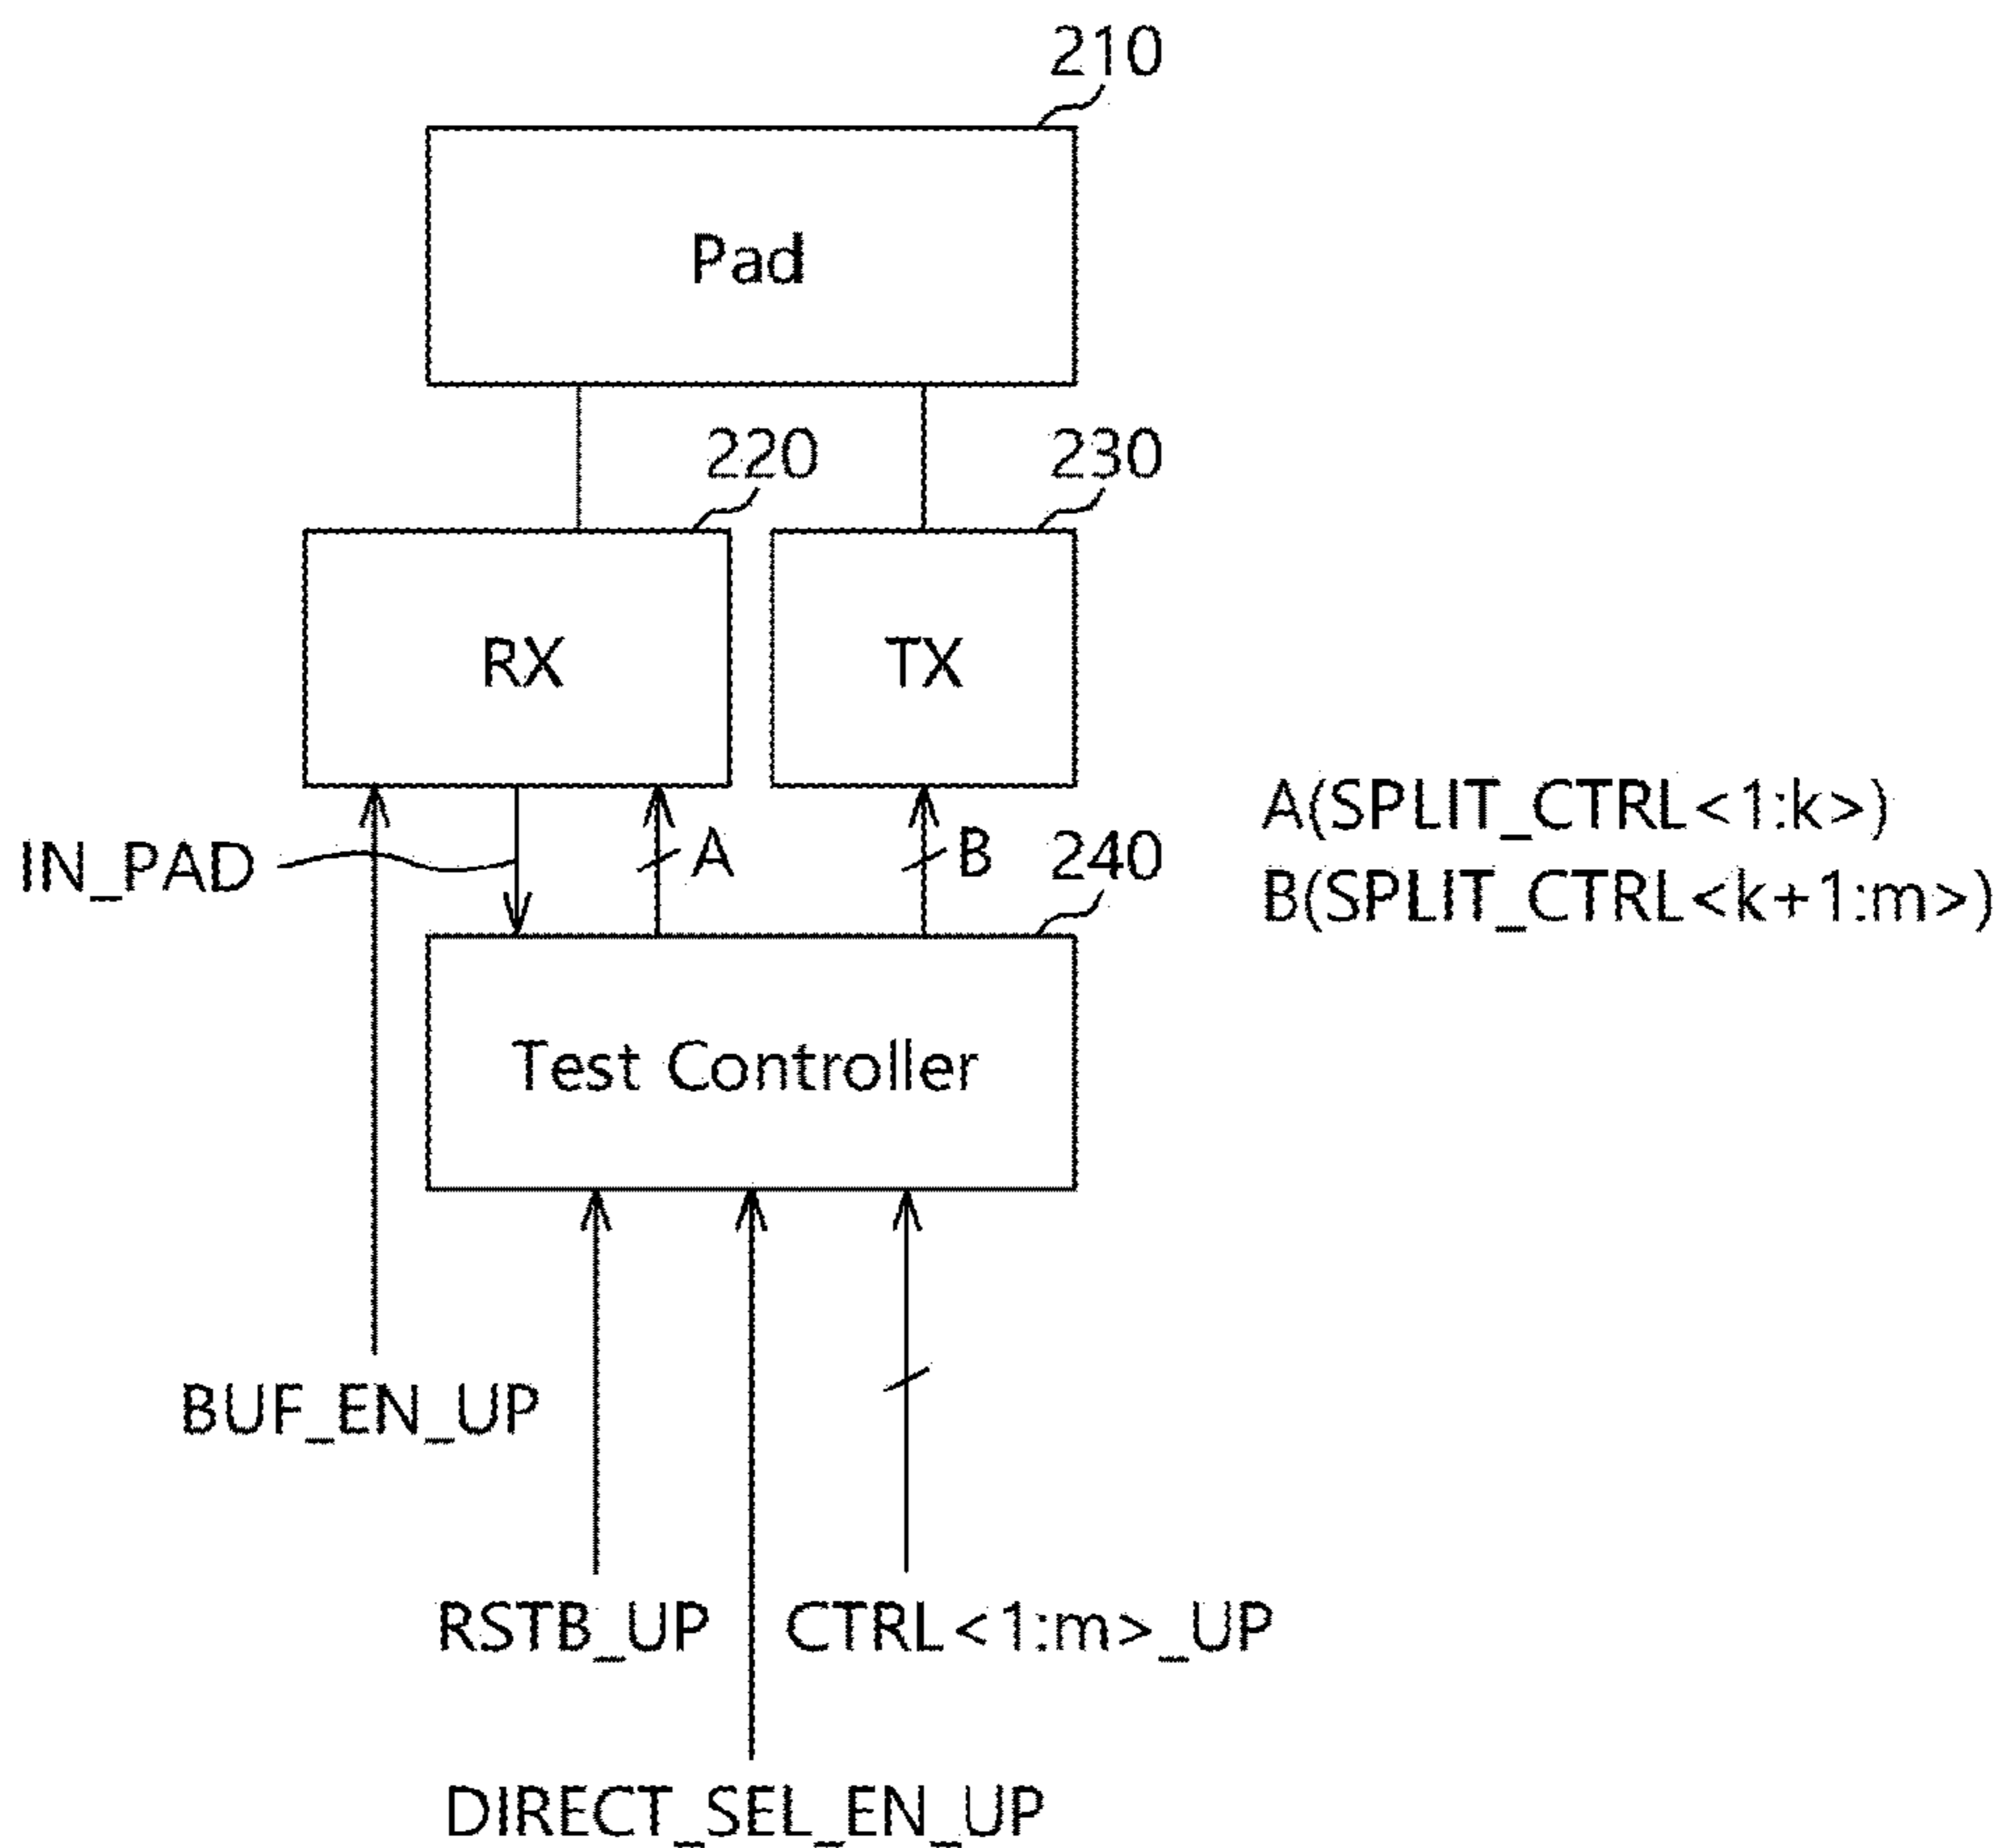 210
Pad
220
230
RX
TX
A(SPLIT_CTRL<1:k>)
IN_PAD
A
B
240
B(SPLIT_CTRL<k+1:m>)
Test Controller
BUF_EN_UP
RSTB_UP
CTRL<1:m>_UP
DIRECT_SEL_EN_UP